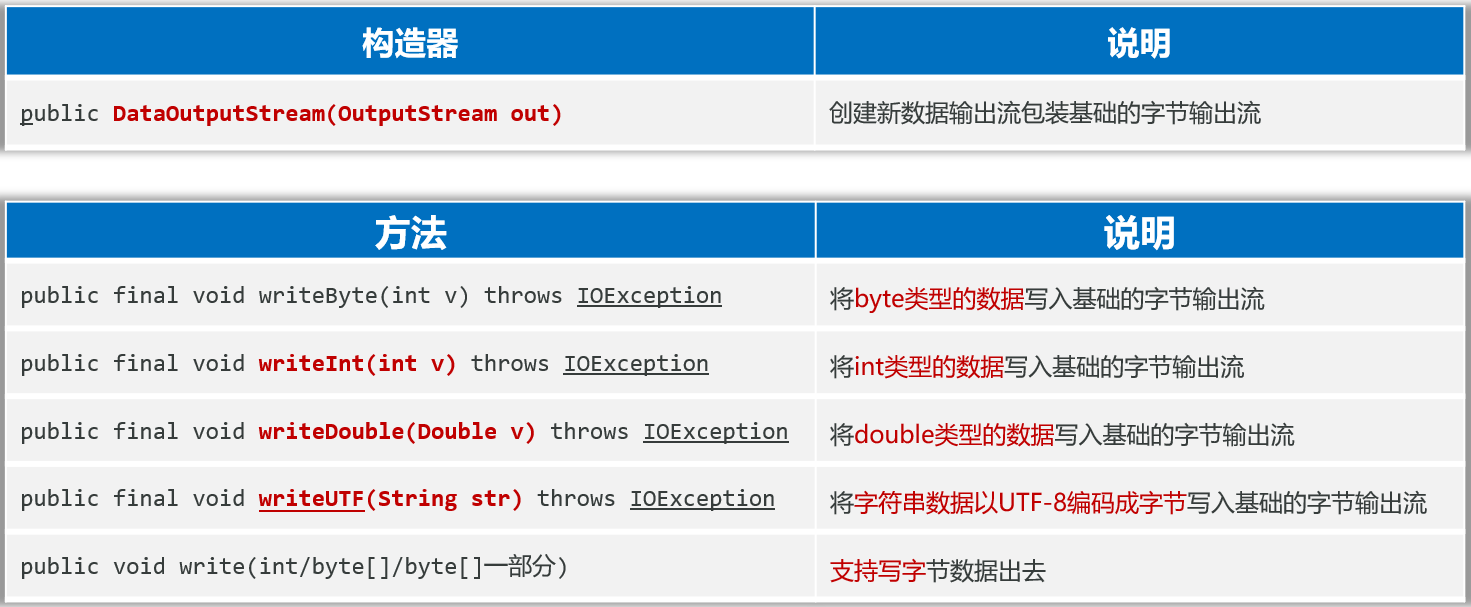 构造器 说明
public DataOutputStream(OutputStream out) 创建新数据输出流包装基础的字节输出流
方法 说明
public final void writeByte(int v) throws IOException 将byte类型的数据写入基础的字节输出流
public final void writeInt(int v) throws IOException 将int类型的数据写入基础的字节输出流
public final void writeDouble(Double v) throws IOException 将double类型的数据写入基础的字节输出流
public final void writeUTF(String str) throws IOException 将字符串数据以UTF-8编码成字节写入基础的字节输出流
public void write(int/byte[]/byte[]一部分) 支持写字节数据出去